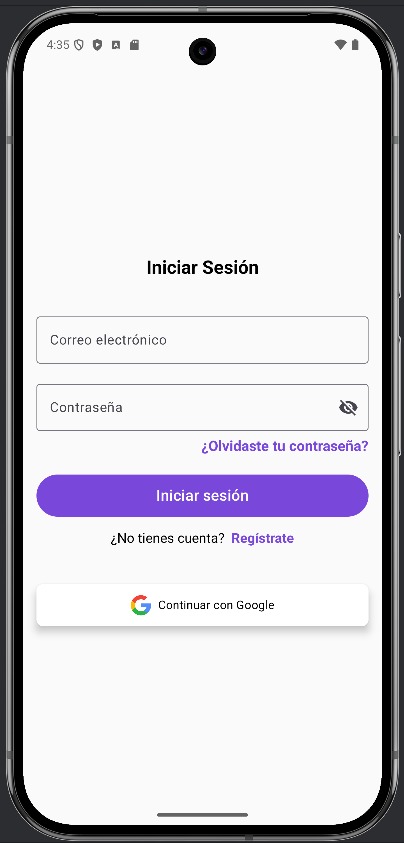 4:35
Iniciar Sesión
Correo electrónico
Contraseña
¿Olvidaste tu contraseña?
Iniciar sesión
¿No tienes cuenta? Regístrate
Continuar con Google